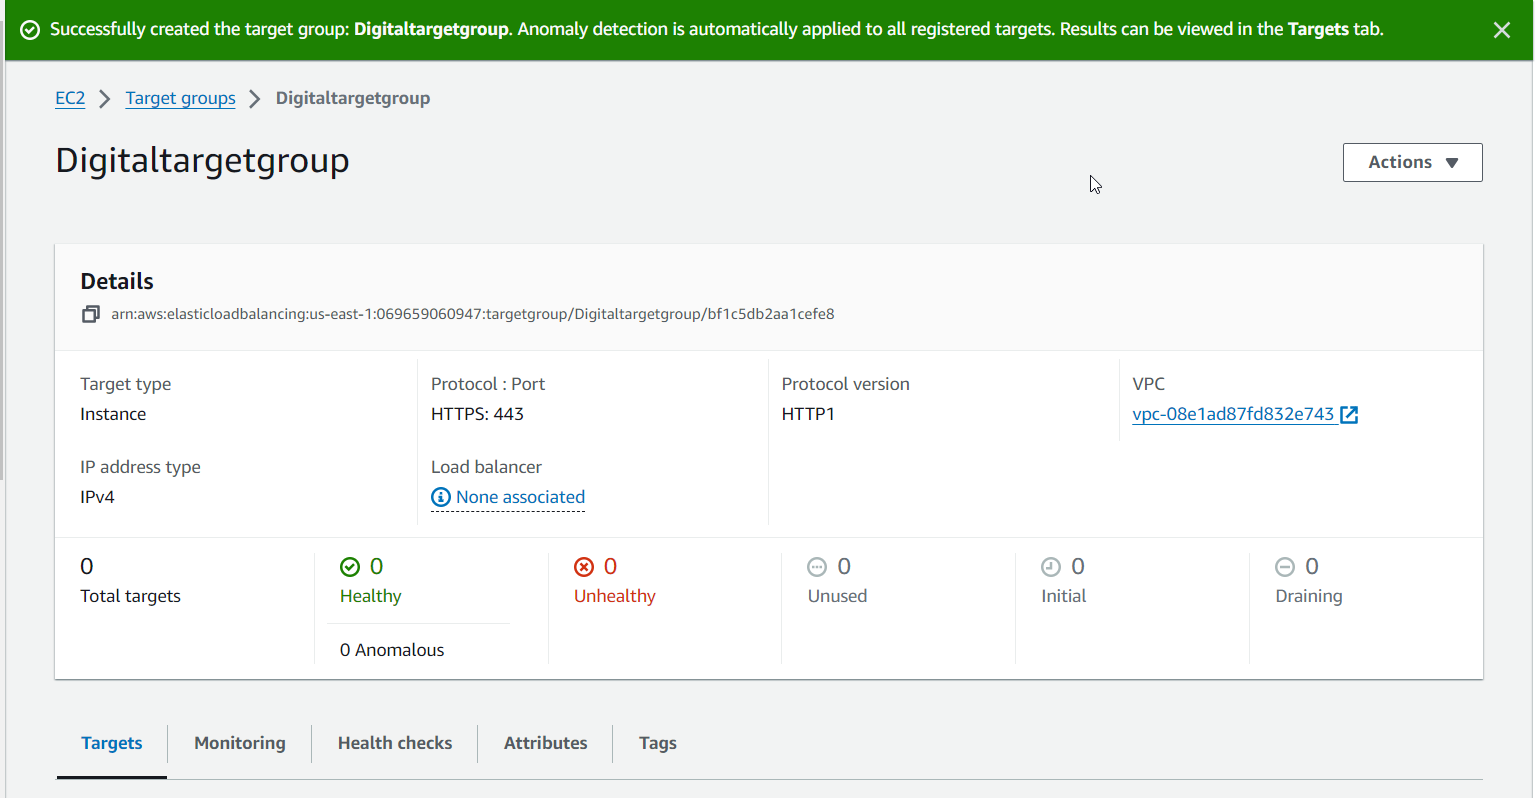 Successfully created the target group: Digitaltargetgroup. Anomaly detection is automatically applied to all registered targets. Results can be viewed in the Targets tab.
EC2 > Target groups > Digitaltargetgroup
Digitaltargetgroup
Actions
Details
arn:aws:elasticloadbalancing:us-east-1:069659060947:targetgroup/Digitaltargetgroup/bf1c5db2aa1cefe8
Target type
Instance
Protocol : Port
HTTPS: 443
Protocol version
HTTP1
VPC
vpc-08e1ad87fd832e743
IP address type
IPv4
Load balancer
None associated
0
Total targets
0
Healthy
0 Anomalous
0
Unhealthy
0
Unused
0
Initial
0
Draining
Targets
Monitoring
Health checks
Attributes
Tags